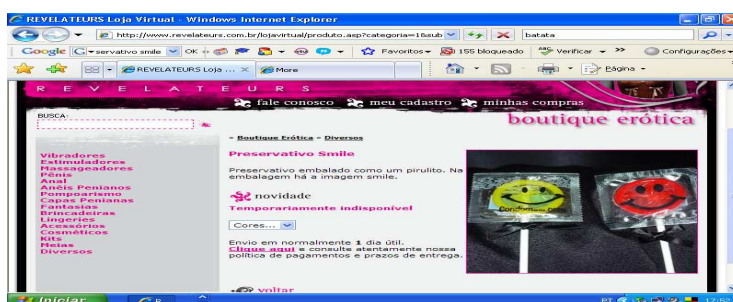 REVELATEURS Loja Virtual - Windows Internet Explorer
http://www.revelateurs.com.br/lojavirtual/produto.asp?categoria=1&sub
batata
Google
servativo smile
OK
Favoritos
155 bloqueado
Verificar
Configurações
REVELATEURS Loja ...
More
Página
REVELATEURS
fale conosco meu cadastro minhas compras
BUSCA:
boutique erótica
» Boutique Erótica » Diversos
Vibradores
Estimuladores
Massageadores
Pênis
Anal
Anéis Penianos
Pompoarismo
Capas Penianas
Fantasias
Brincadeiras
Lingeries
Acessórios
Cosméticos
Kits
Meias
Diversos
Preservativo Smile
Preservativo embalado como um pirulito. Na
embalagem há a imagem smile.
novidade
Temporariamente indisponível
Cores...
Envio em normalmente 1 dia útil.
Clique aqui e consulte atentamente nossa
política de pagamentos e prazos de entrega.
voltar
Iniciar
PT
17:52